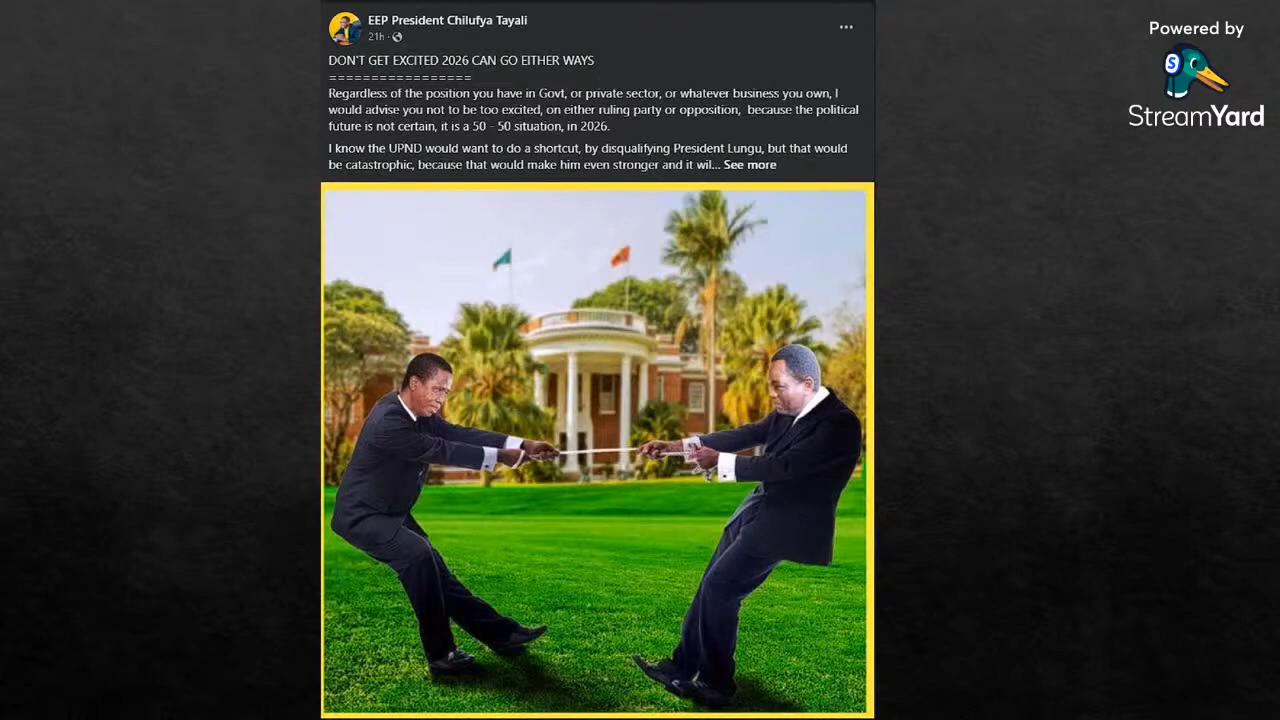 EEP President Chilufya Tayali
21h ·
DON'T GET EXCITED 2026 CAN GO EITHER WAYS
=================
Regardless of the position you have in Govt, or private sector, or whatever business you own, I
would advise you not to be too excited, on either ruling party or opposition, because the political
future is not certain, it is a 50 - 50 situation, in 2026.
I know the UPND would want to do a shortcut, by disqualifying President Lungu, but that would
be catastrophic, because that would make him even stronger and it wil... See more
Powered by
S
StreamYard